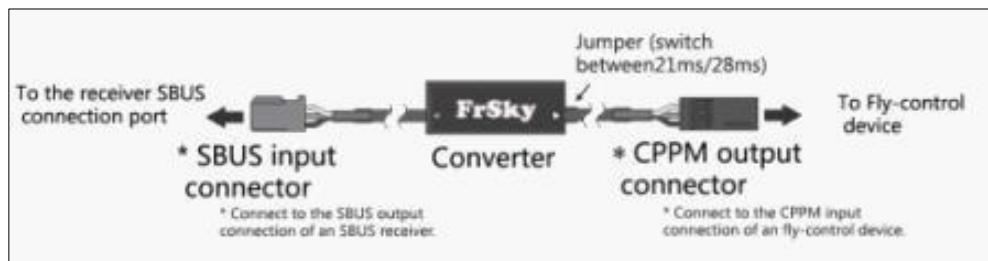 Jumper (switch
between21ms/28ms)
To the receiver SBUS
connection port
FrSky
To Fly-control
device
* SBUS input
connector
Converter
* CPPM output
connector
* Connect to the SBUS output
connection of an SBUS receiver.
* Connect to the CPPM input
connection of an fly-control device.